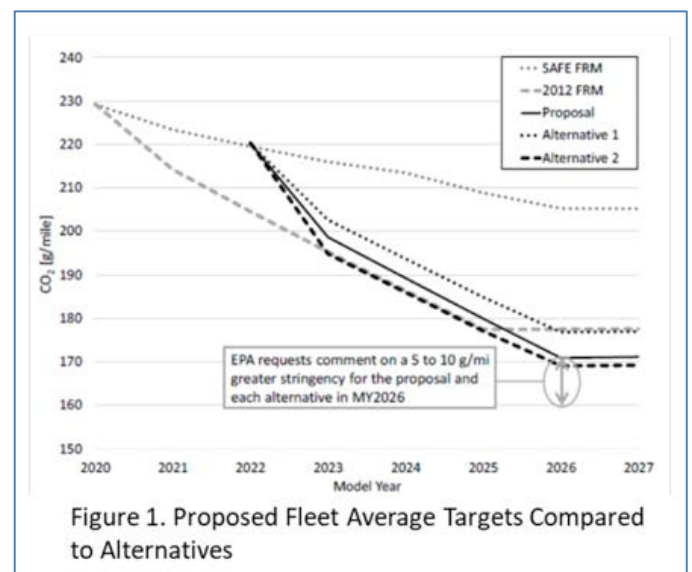 240
230
220
210
200
190
180
170
160
150
CO2 [g/mile]
SAFE FRM
2012 FRM
Proposal
Alternative 1
Alternative 2
EPA requests comment on a 5 to 10 g/mi
greater stringency for the proposal and
each alternative in MY2026
2020 2021 2022 2023 2024 2025 2026 2027
Model Year
Figure 1. Proposed Fleet Average Targets Compared
to Alternatives